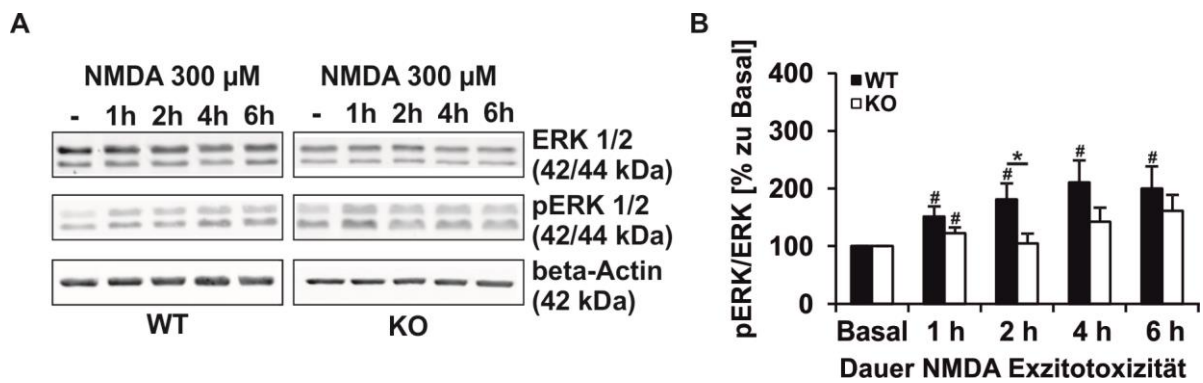 A
NMDA 300 µM
- 1h 2h 4h 6h
NMDA 300 µM
- 1h 2h 4h 6h
ERK 1/2
(42/44 kDa)
pERK 1/2
(42/44 kDa)
beta-Actin
(42 kDa)
WT
KO
B
pERK/ERK [% zu Basal]
400
300
200
100
0
WT
KO
#
#
#
*
#
#
Basal 1 h 2 h 4 h 6 h
Dauer NMDA Exzitotoxizität